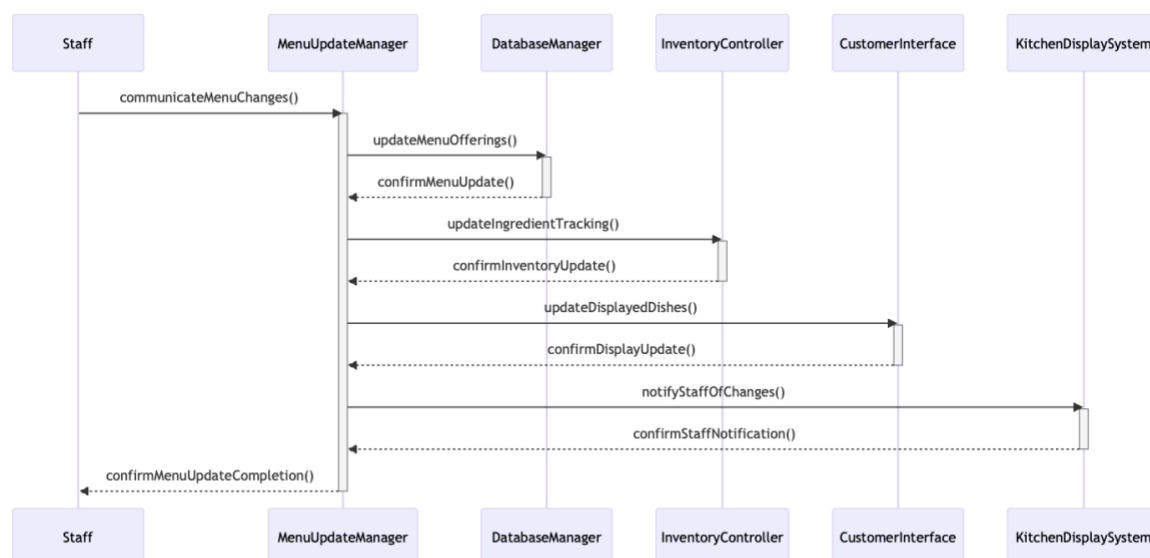 Staff
MenuUpdateManager
DatabaseManager
InventoryController
CustomerInterface
KitchenDisplaySystem
communicateMenuChanges()
updateMenuOfferings()
confirmMenuUpdate()
updateIngredientTracking()
confirmInventoryUpdate()
updateDisplayedDishes()
confirmDisplayUpdate()
notifyStaffOfChanges()
confirmStaffNotification()
confirmMenuUpdateCompletion()
Staff
MenuUpdateManager
DatabaseManager
InventoryController
CustomerInterface
KitchenDisplaySystem